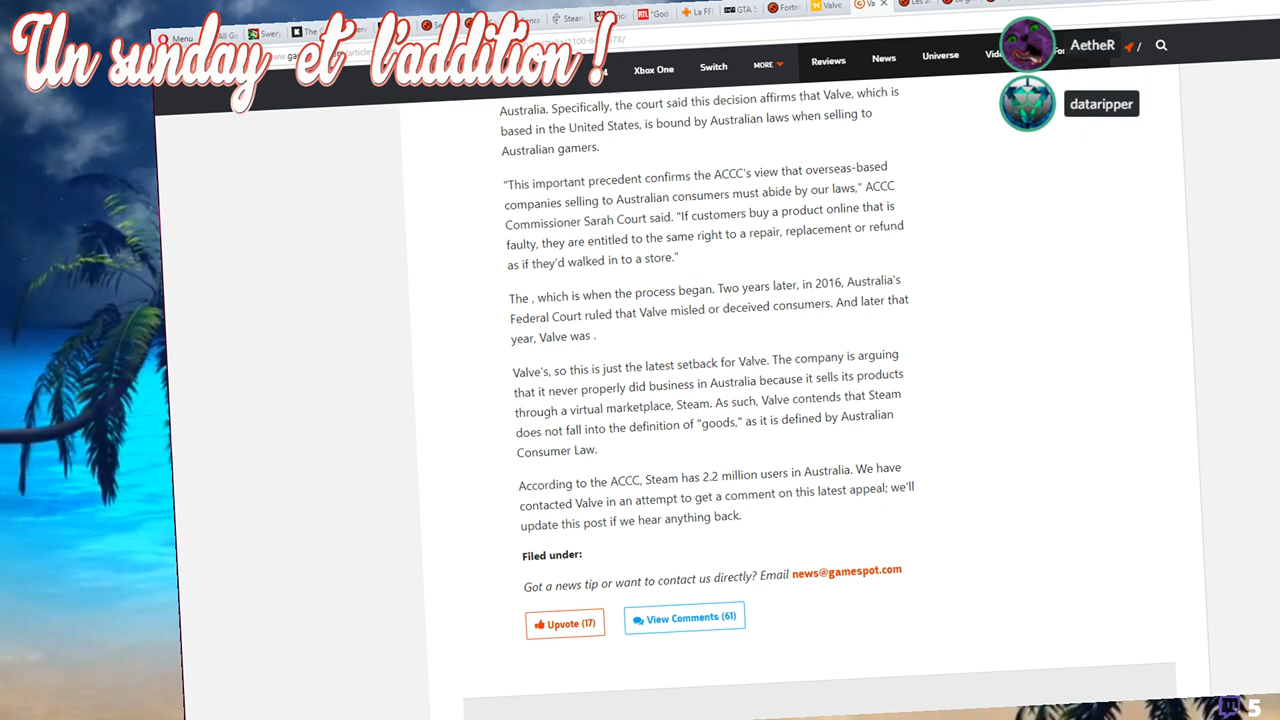 Un sunday et l'addition !
Menu
Steam
RTL "God
La FF
GTA 5
Fortn
Valve
Xbox One
Switch
MORE
Reviews
News
Universe
AetheR
dataripper
Australia. Specifically, the court said this decision affirms that Valve, which is
based in the United States, is bound by Australian laws when selling to
Australian gamers.
"This important precedent confirms the ACCC's view that overseas-based
companies selling to Australian consumers must abide by our laws," ACCC
Commissioner Sarah Court said. "If customers buy a product online that is
faulty, they are entitled to the same right to a repair, replacement or refund
as if they'd walked in to a store."
The , which is when the process began. Two years later, in 2016, Australia's
Federal Court ruled that Valve misled or deceived consumers. And later that
year, Valve was .
Valve's, so this is just the latest setback for Valve. The company is arguing
that it never properly did business in Australia because it sells its products
through a virtual marketplace, Steam. As such, Valve contends that Steam
does not fall into the definition of "goods," as it is defined by Australian
Consumer Law.
According to the ACCC, Steam has 2.2 million users in Australia. We have
contacted Valve in an attempt to get a comment on this latest appeal; we'll
update this post if we hear anything back.
Filed under:
Got a news tip or want to contact us directly? Email news@gamespot.com
Upvote (17)
View Comments (61)
5